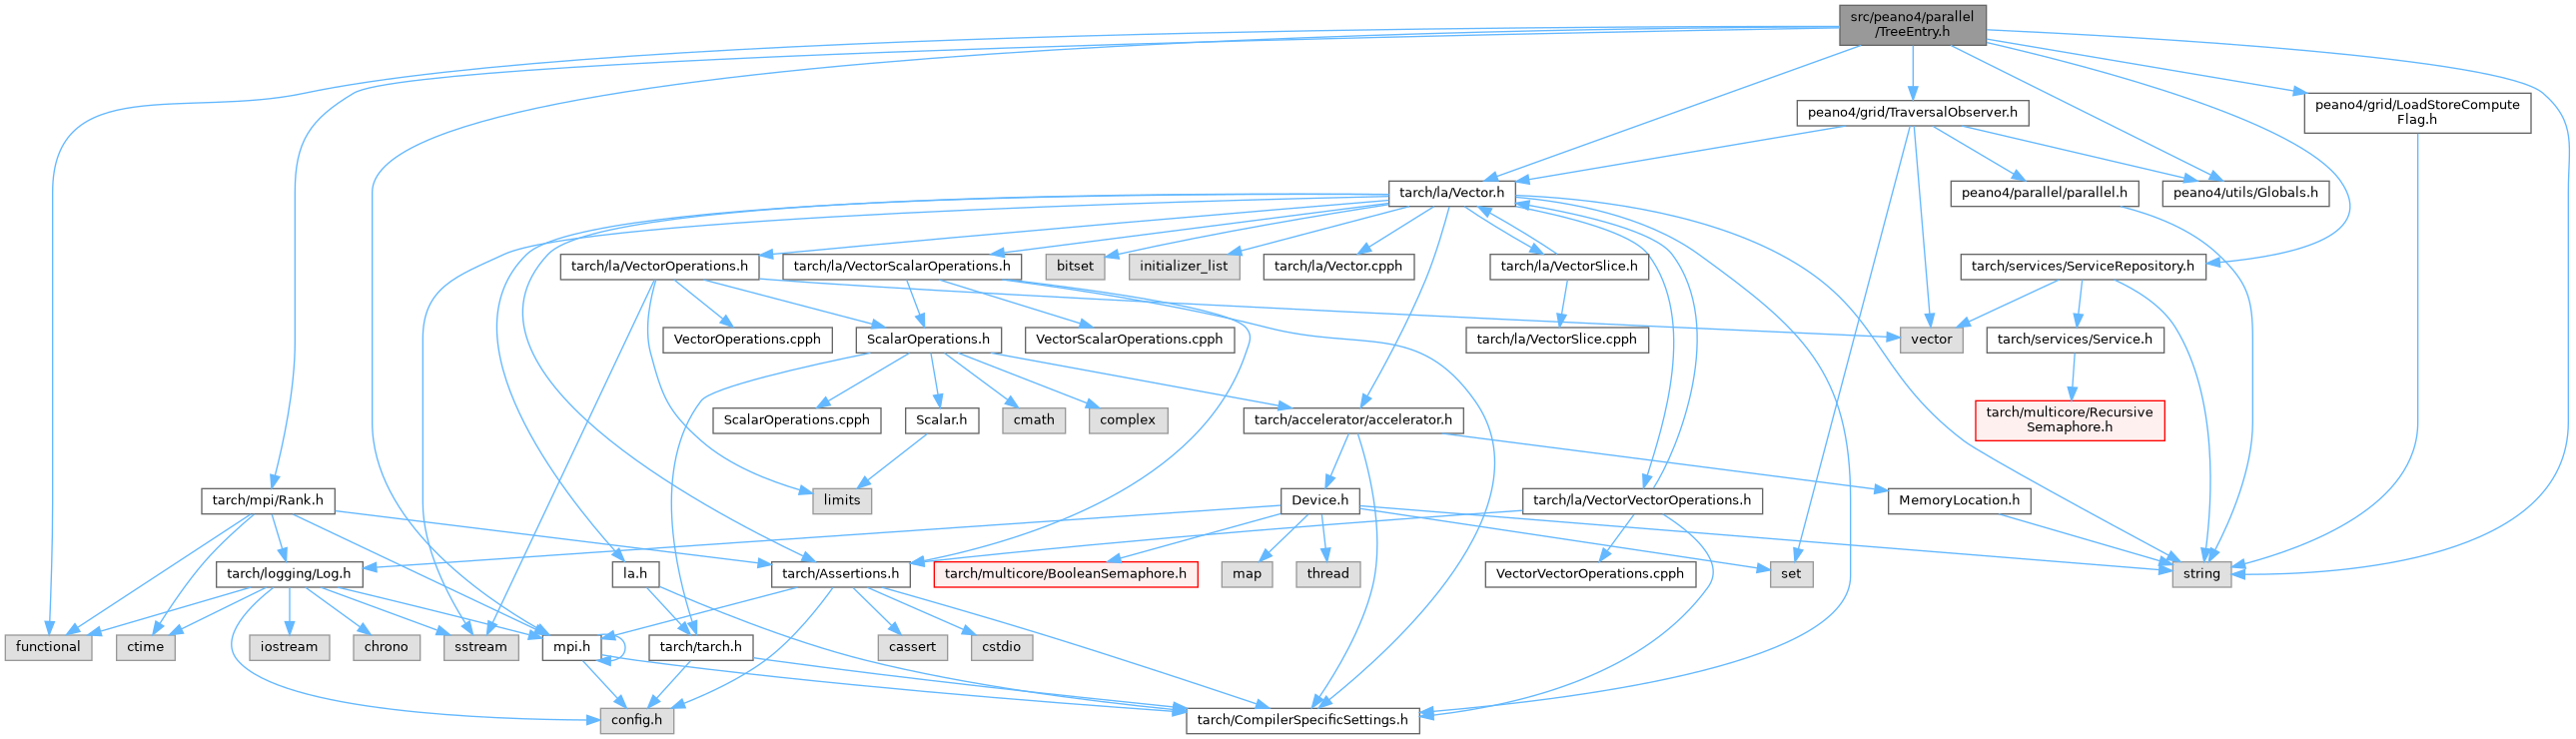 src/peano4/parallel
/TreeEntry.h
peano4/grid/TraversalObserver.h
peano4/grid/LoadStoreCompute
Flag.h
tarch/la/Vector.h
peano4/parallel/parallel.h
peano4/utils/Globals.h
tarch/la/VectorOperations.h
tarch/la/VectorScalarOperations.h
bitset
initializer_list
tarch/la/Vector.cpph
tarch/la/VectorSlice.h
tarch/services/ServiceRepository.h
VectorOperations.cpph
ScalarOperations.h
VectorScalarOperations.cpph
tarch/la/VectorSlice.cpph
vector
tarch/services/Service.h
ScalarOperations.cpph
Scalar.h
cmath
complex
tarch/accelerator/accelerator.h
tarch/multicore/Recursive
Semaphore.h
tarch/mpi/Rank.h
limits
Device.h
tarch/la/VectorVectorOperations.h
MemoryLocation.h
tarch/logging/Log.h
la.h
tarch/Assertions.h
tarch/multicore/BooleanSemaphore.h
map
thread
VectorVectorOperations.cpph
set
string
functional
ctime
iostream
chrono
sstream
mpi.h
tarch/tarch.h
cassert
cstdio
config.h
tarch/CompilerSpecificSettings.h